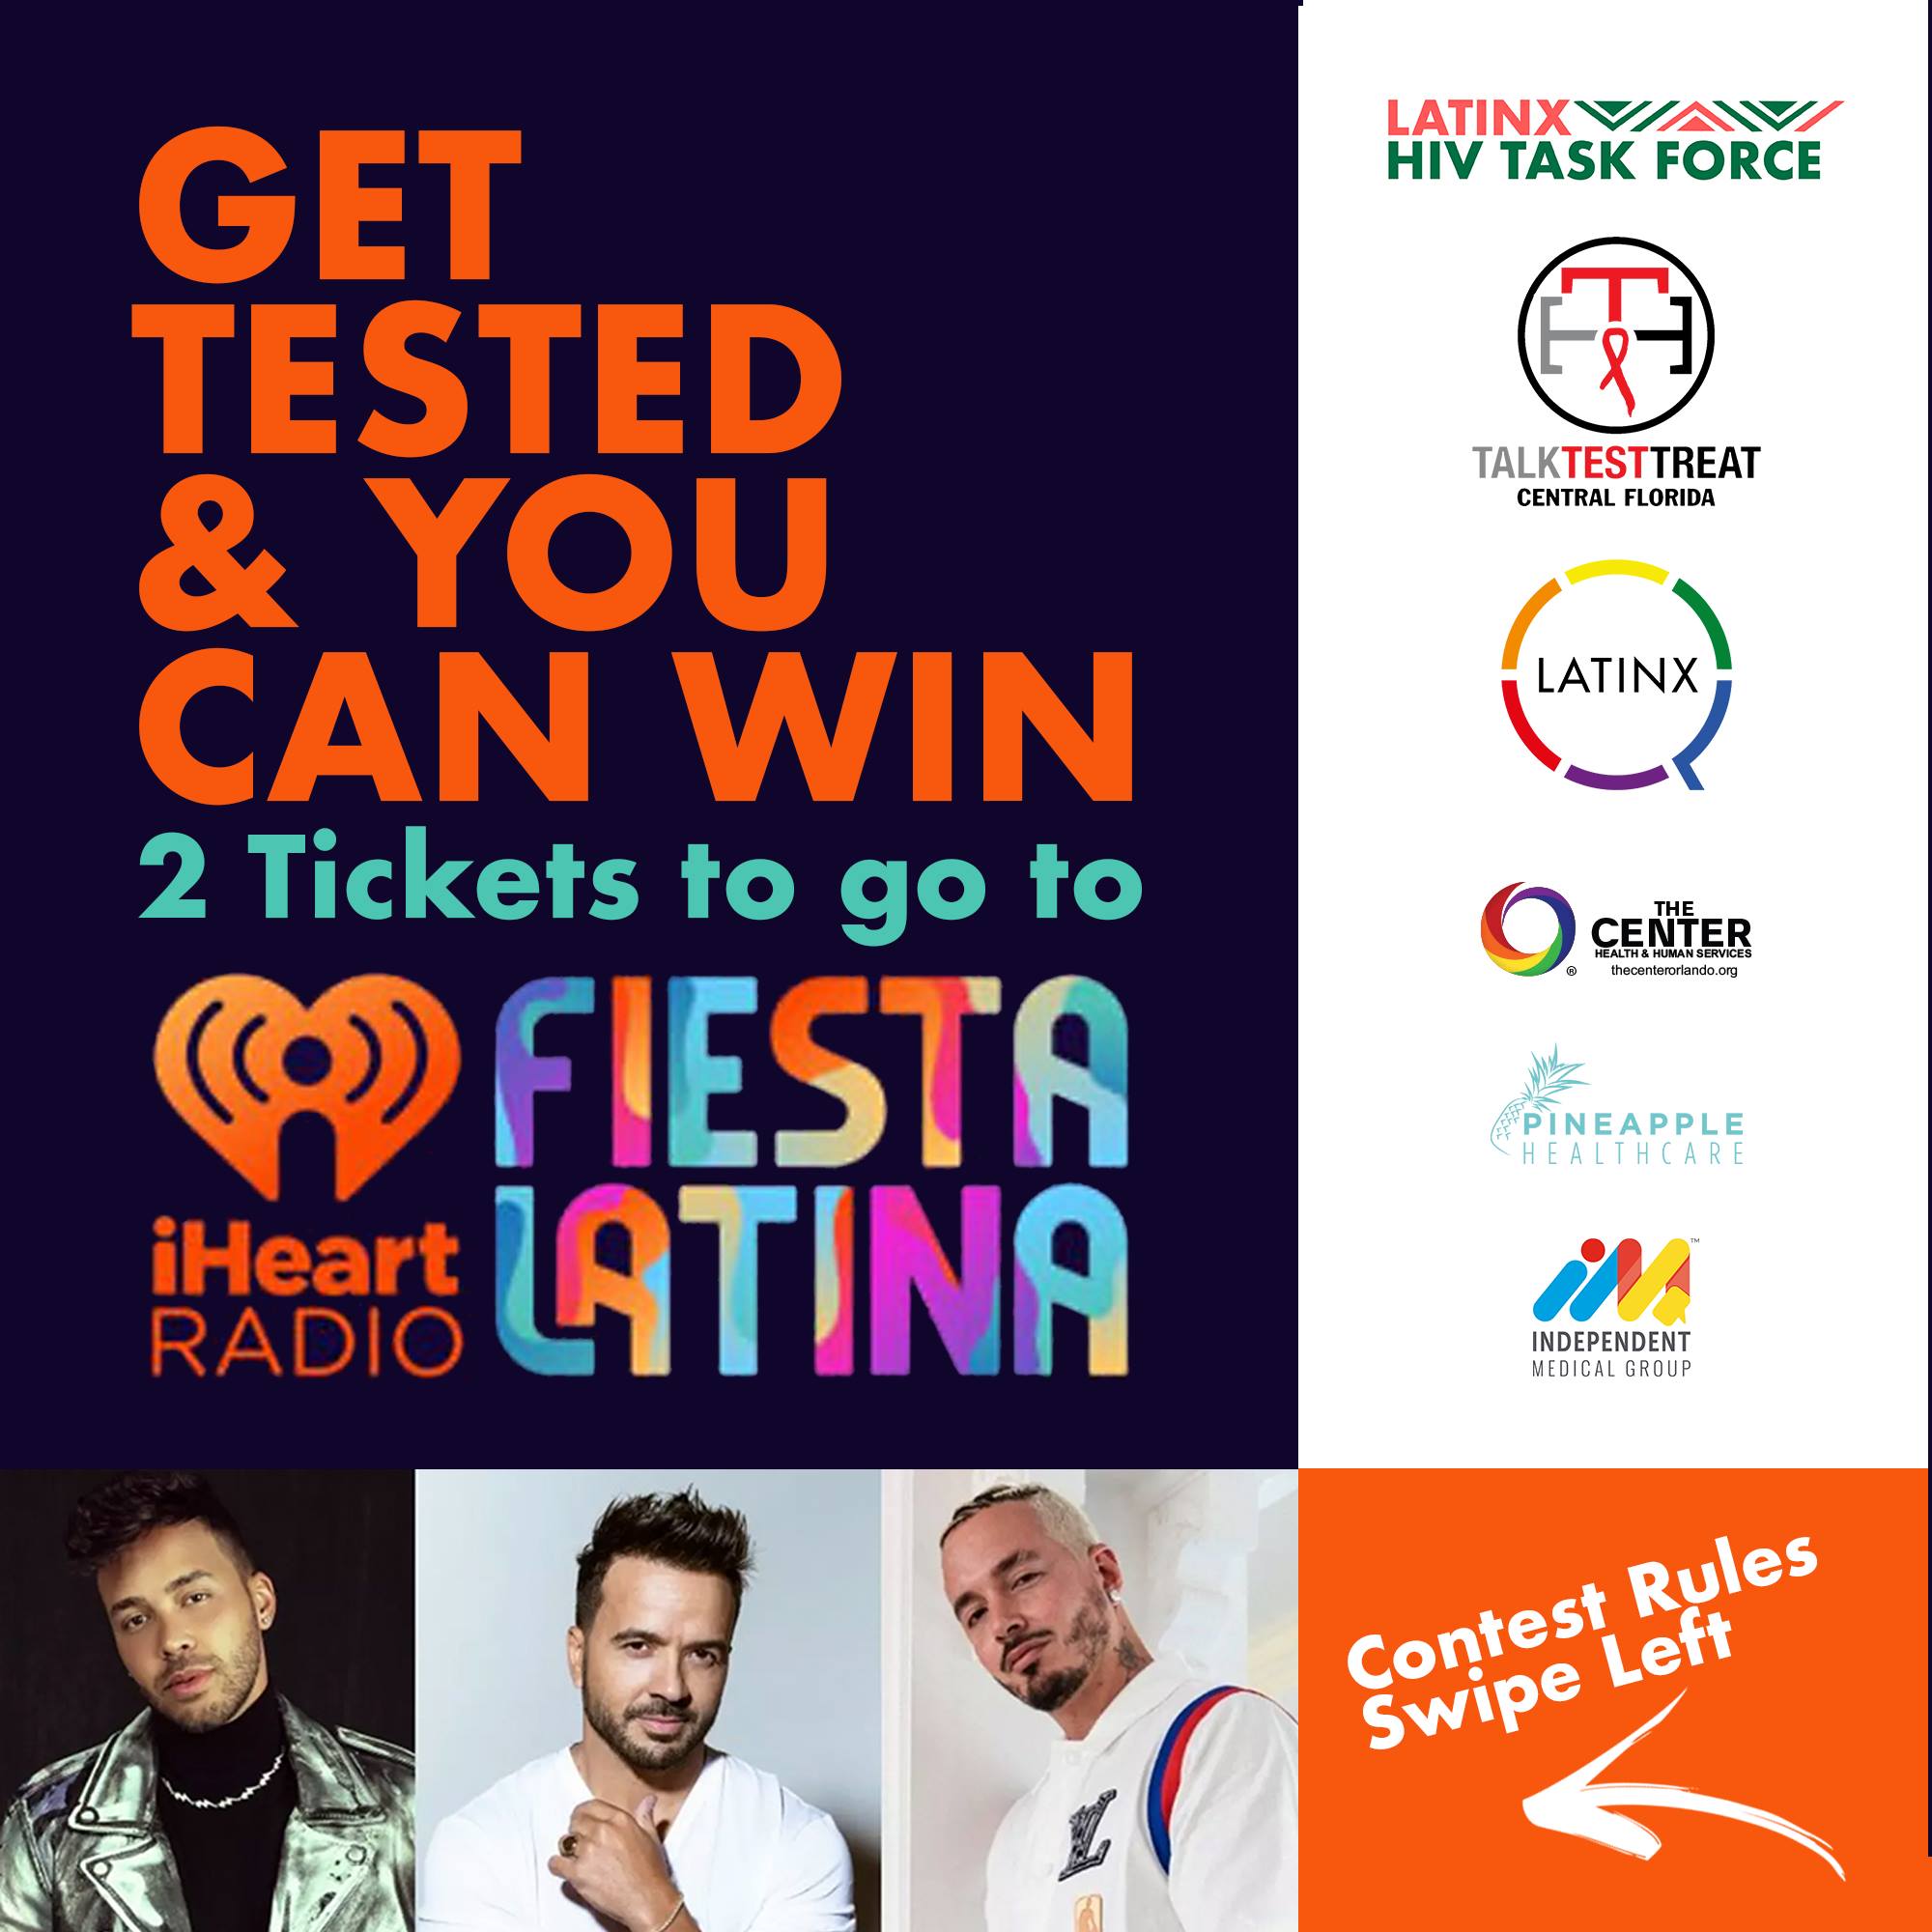 GET
TESTED
& YOU
CAN WIN
2 Tickets to go to
iHeart
RADIO
FIESTA
LATINA
LATINX
HIV TASK FORCE
TTT
TALKTESTTREAT
CENTRAL FLORIDA
LATINX
THE
CENTER
HEALTH & HUMAN SERVICES
®
thecenterorlando.org
PINEAPPLE
HEALTHCARE
™
INDEPENDENT
MEDICAL GROUP
Contest Rules
Swipe Left